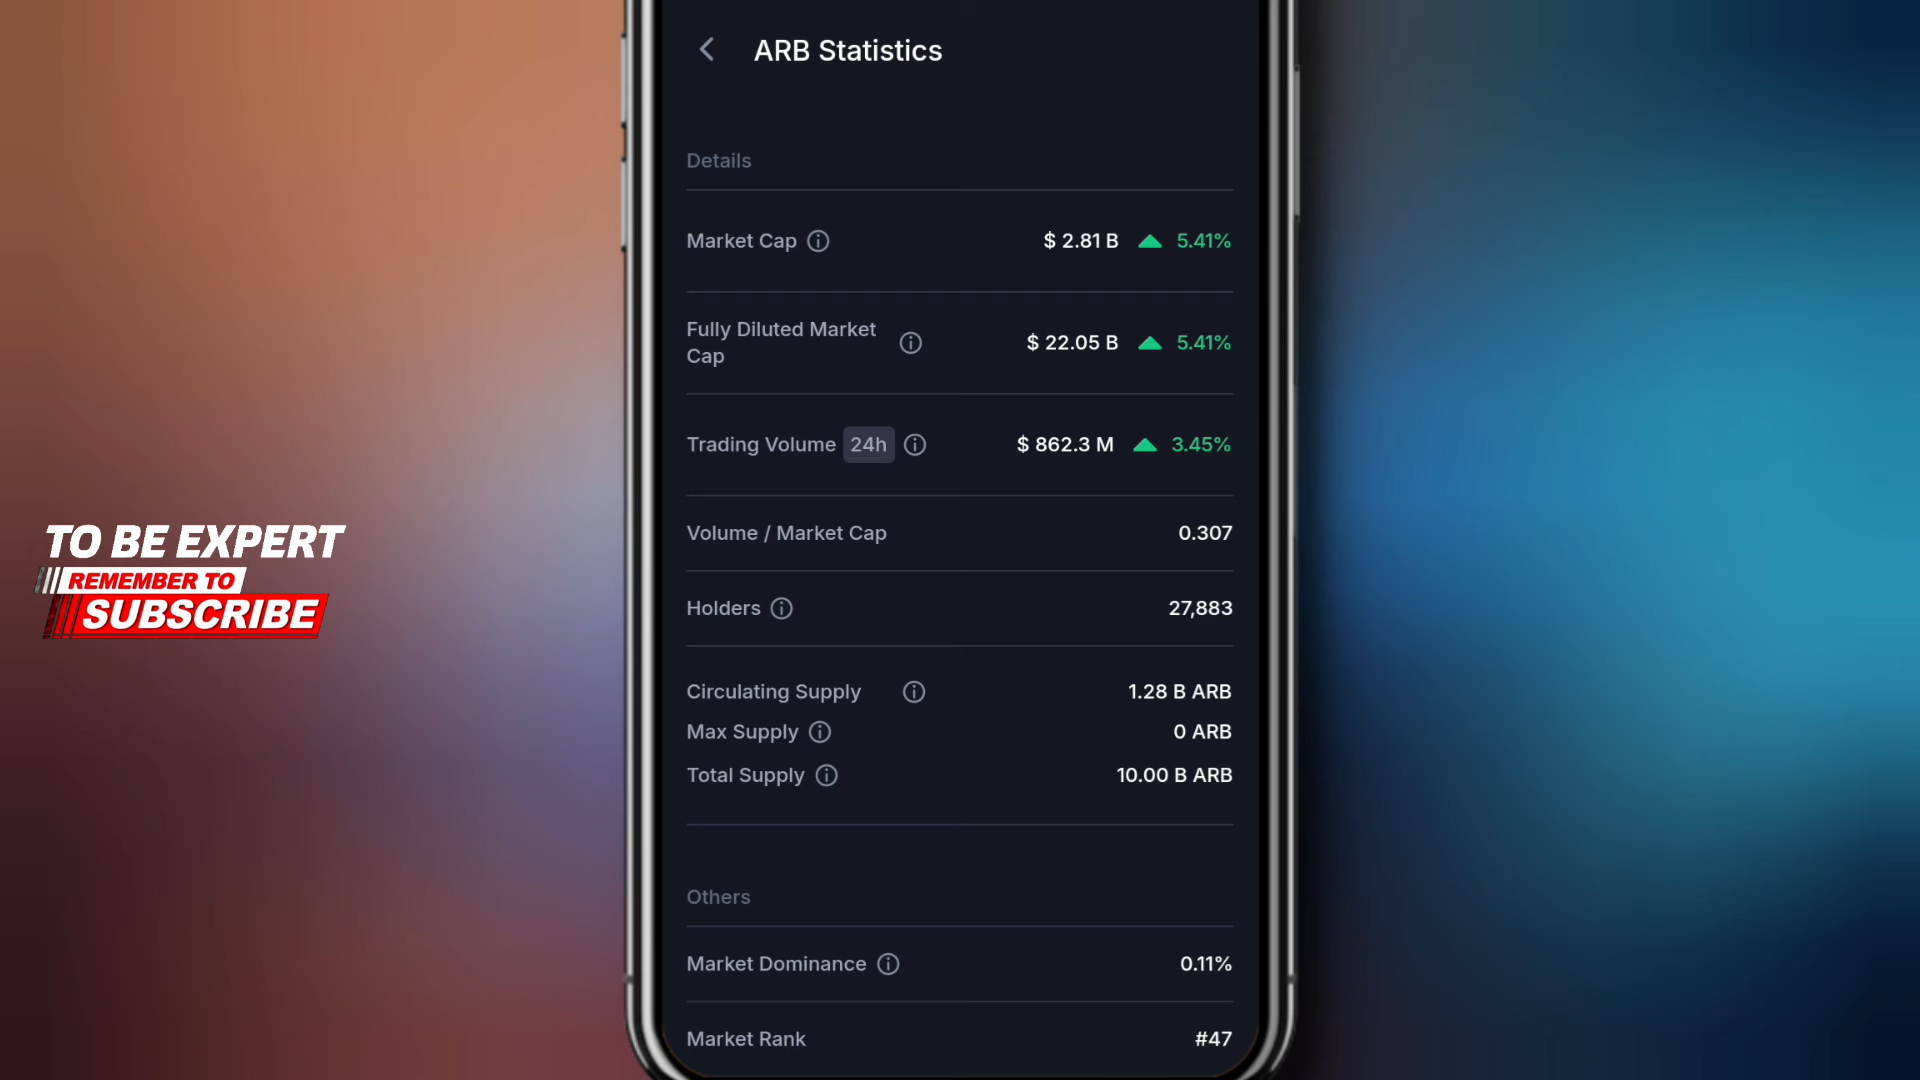 ARB Statistics
Details
Market Cap $ 2.81 B 5.41%
Fully Diluted Market
Cap
$ 22.05 B 5.41%
Trading Volume 24h $ 862.3 M 3.45%
Volume / Market Cap 0.307
Holders 27,883
Circulating Supply 1.28 B ARB
Max Supply 0 ARB
Total Supply 10.00 B ARB
Others
Market Dominance 0.11%
Market Rank #47
TO BE EXPERT
REMEMBER TO
SUBSCRIBE